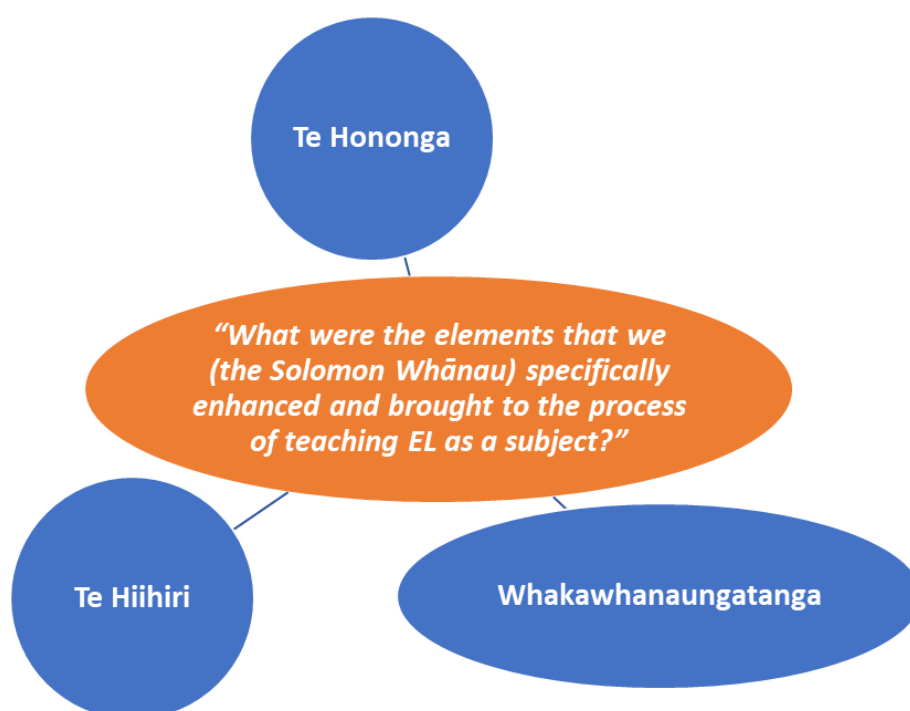 Te Hononga
“What were the elements that we
(the Solomon Whānau) specifically
enhanced and brought to the process
of teaching EL as a subject?”
Te Hiihiri
Whakawhanaungatanga